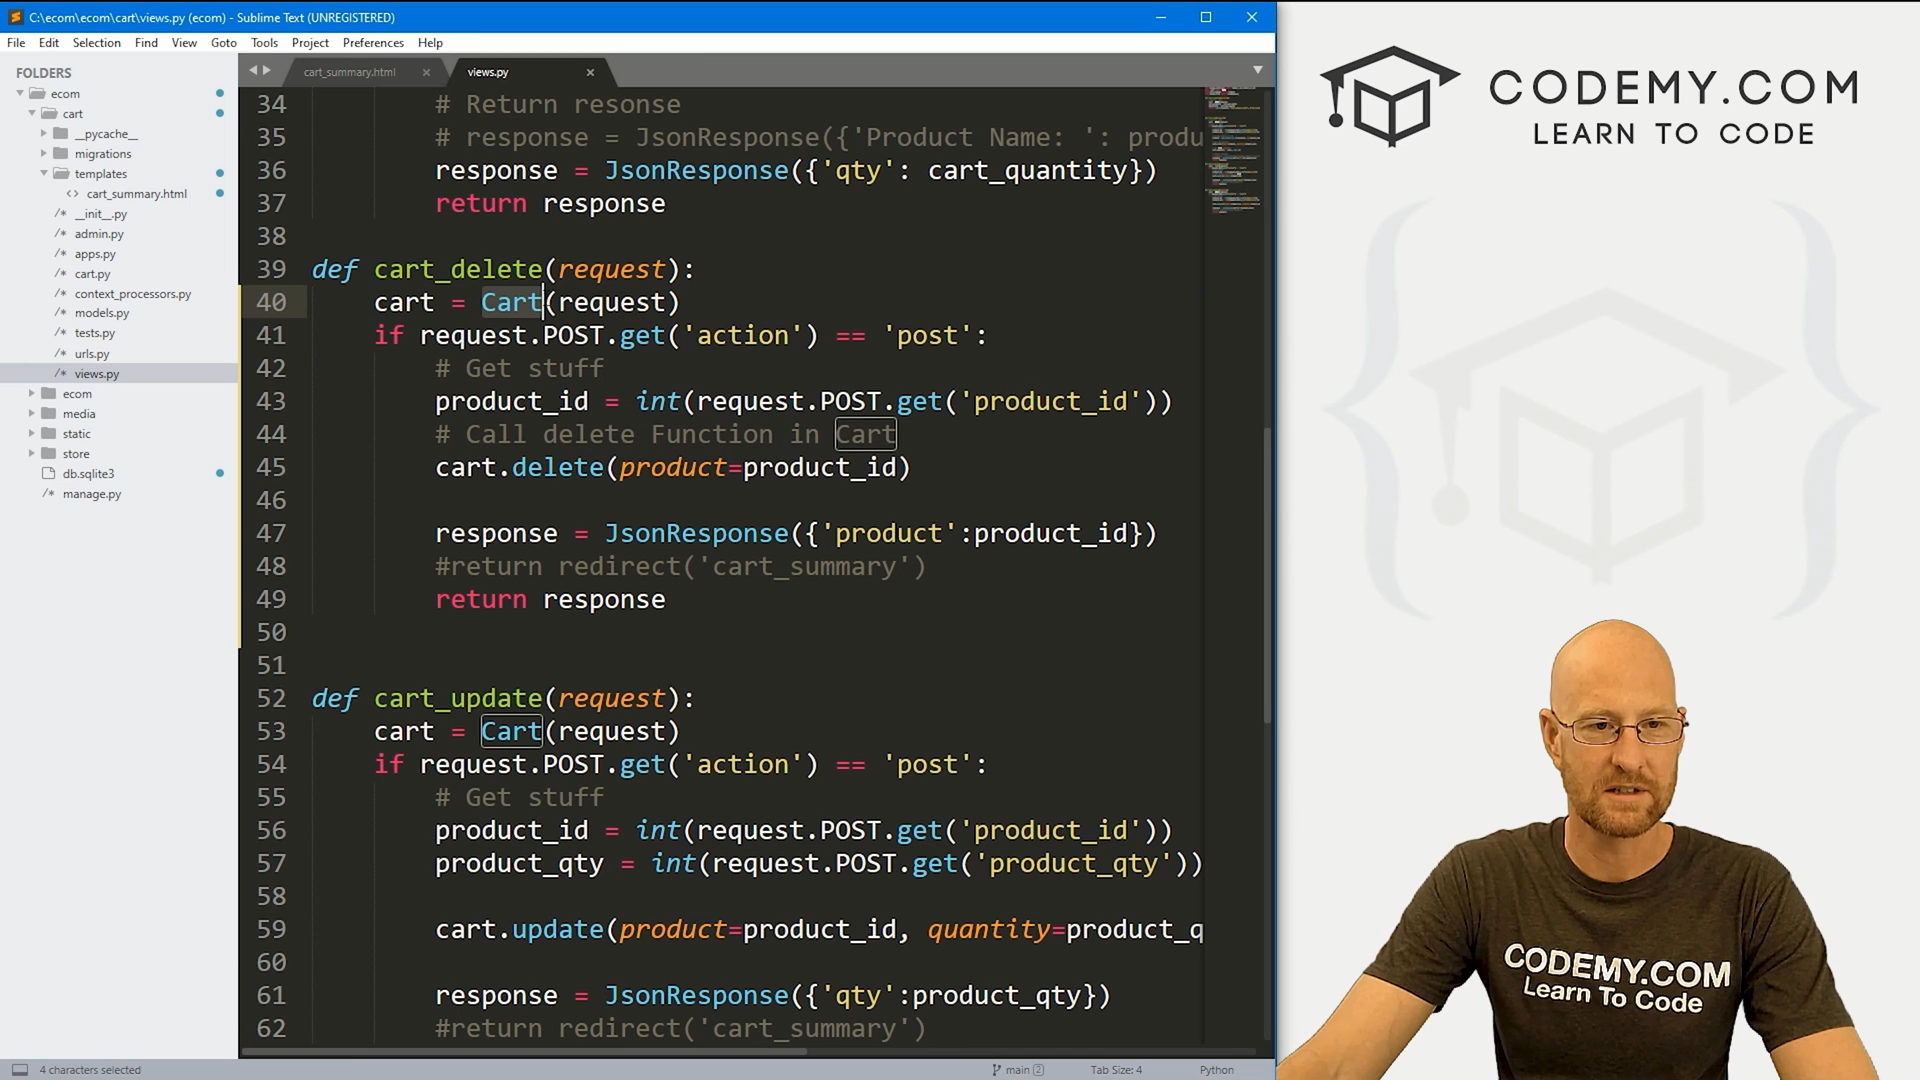 C:\ecom\ecom\cart\views.py (ecom) - Sublime Text (UNREGISTERED)
File Edit Selection Find View Goto Tools Project Preferences Help
FOLDERS
ecom
cart
__pycache__
migrations
templates
<> cart_summary.html
/* __init__.py
/* admin.py
/* apps.py
/* cart.py
/* context_processors.py
/* models.py
/* tests.py
/* urls.py
/* views.py
ecom
media
static
store
db.sqlite3
/* manage.py
cart_summary.html
views.py
34 # Return resonse
35 # response = JsonResponse({'Product Name: ': produ
36 response = JsonResponse({'qty': cart_quantity})
37 return response
38
39 def cart_delete(request):
40 cart = Cart(request)
41 if request.POST.get('action') == 'post':
42 # Get stuff
43 product_id = int(request.POST.get('product_id'))
44 # Call delete Function in Cart
45 cart.delete(product=product_id)
46
47 response = JsonResponse({'product':product_id})
48 #return redirect('cart_summary')
49 return response
50
51
52 def cart_update(request):
53 cart = Cart(request)
54 if request.POST.get('action') == 'post':
55 # Get stuff
56 product_id = int(request.POST.get('product_id'))
57 product_qty = int(request.POST.get('product_qty'))
58
59 cart.update(product=product_id, quantity=product_q
60
61 response = JsonResponse({'qty':product_qty})
62 #return redirect('cart_summary')
4 characters selected
main 2
Tab Size: 4
Python
CODEMY.COM
LEARN TO CODE
CODEMY.COM
Learn To Code